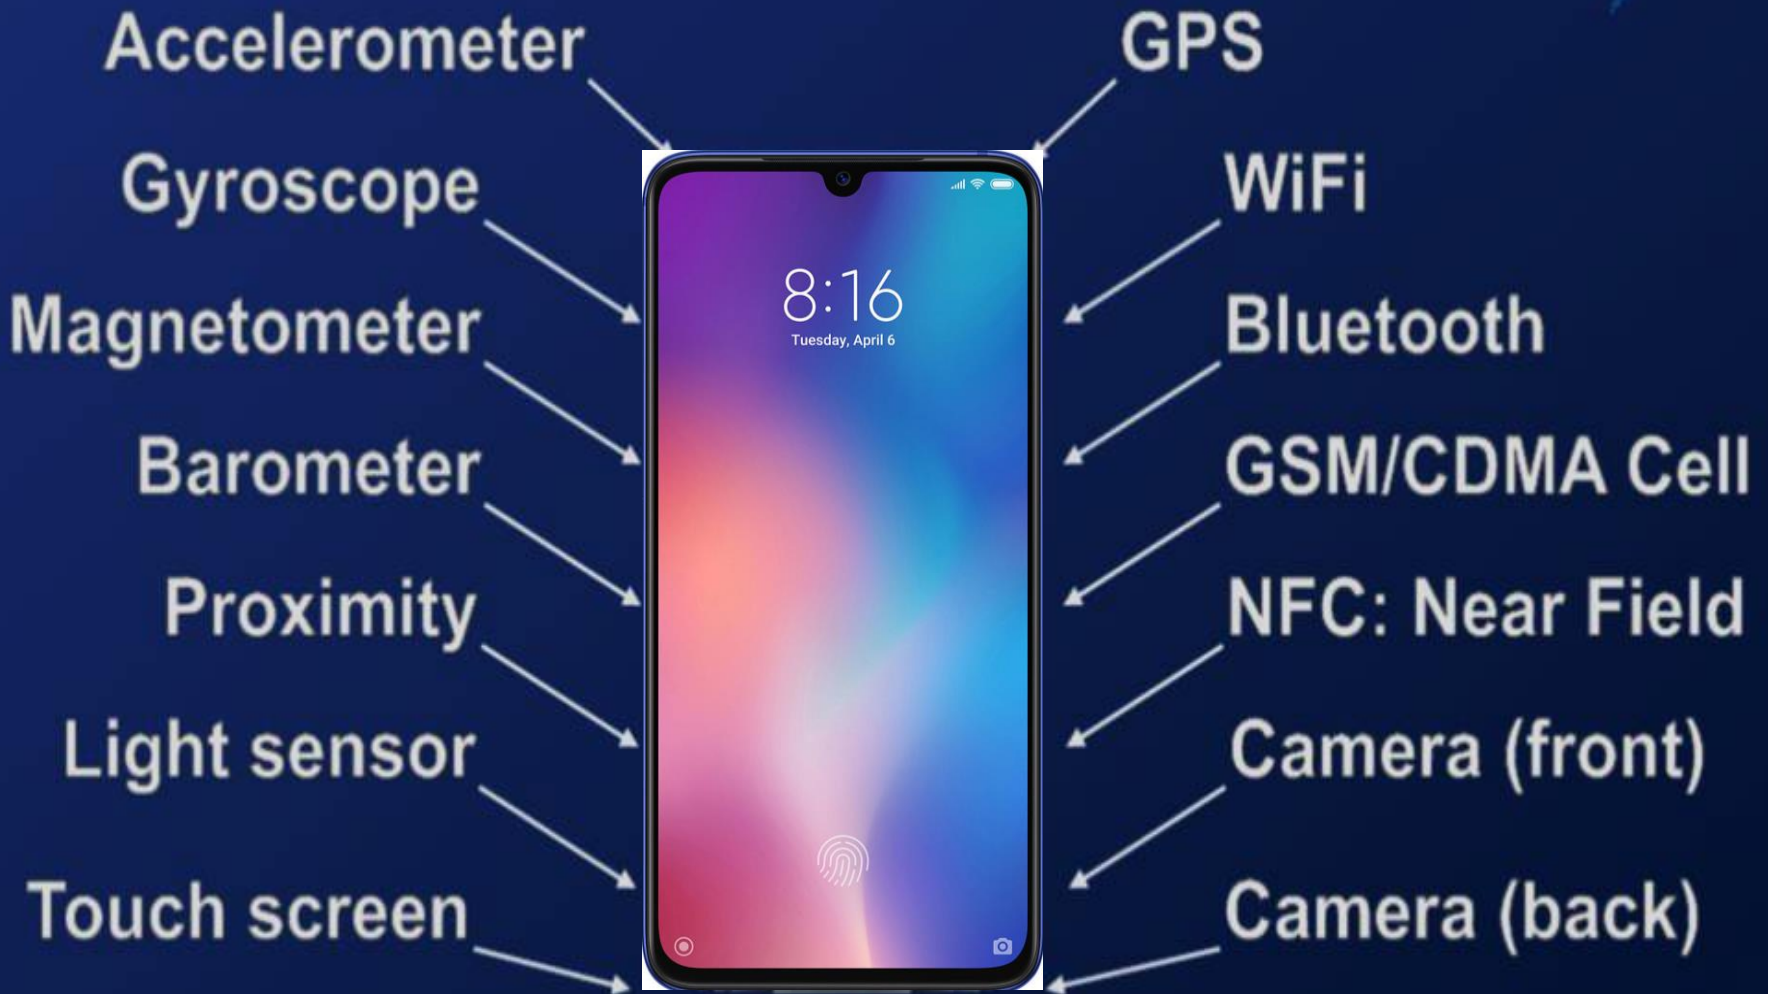 Accelerometer
GPS
Gyroscope
WiFi
Magnetometer
Bluetooth
Barometer
GSM/CDMA Cell
Proximity
NFC: Near Field
Light sensor
Camera (front)
Touch screen
Camera (back)
8:16
Tuesday, April 6